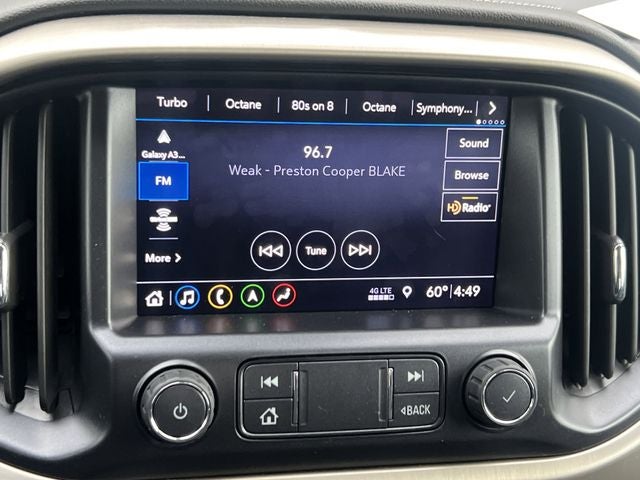 Turbo | Octane | 80s on 8 | Octane | Symphony... >
Galaxy A3...
96.7
Sound
Weak - Preston Cooper BLAKE
FM
Browse
HD Radio
More >
Tune
4G LTE
60° | 4:49
BACK